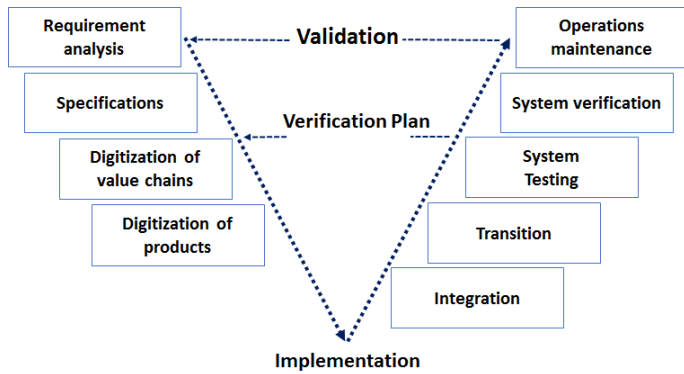 Requirement
analysis
Validation
Operations
maintenance
Specifications
System verification
Verification Plan
Digitization of
value chains
System
Testing
Digitization of
products
Transition
Integration
Implementation